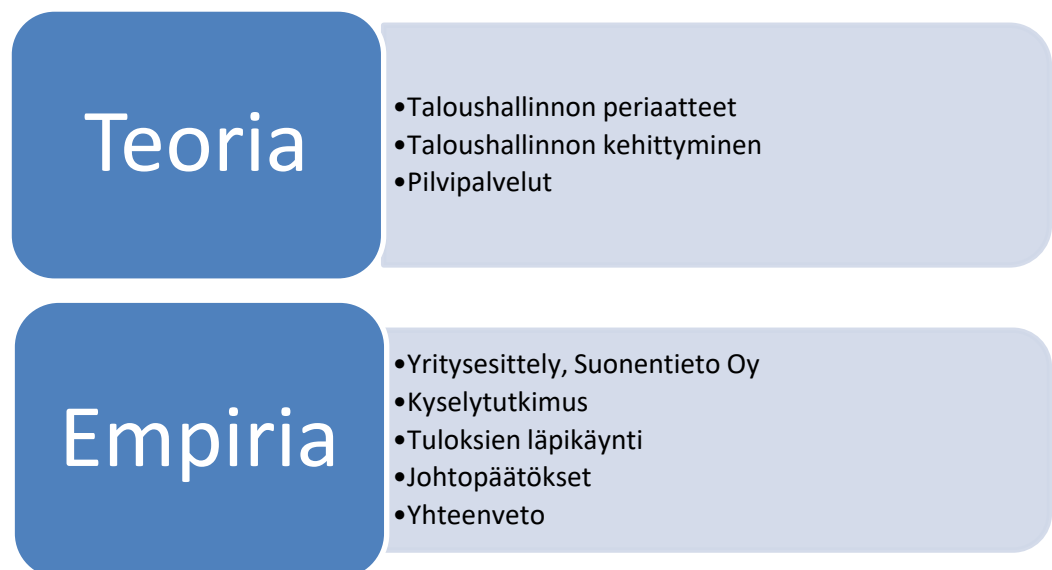 Teoria
•Taloushallinnon periaatteet
•Taloushallinnon kehittyminen
•Pilvipalvelut
Empiria
•Yritysesittely, Suonentieto Oy
•Kyselytutkimus
•Tuloksien läpikäynti
•Johtopäätökset
•Yhteenveto